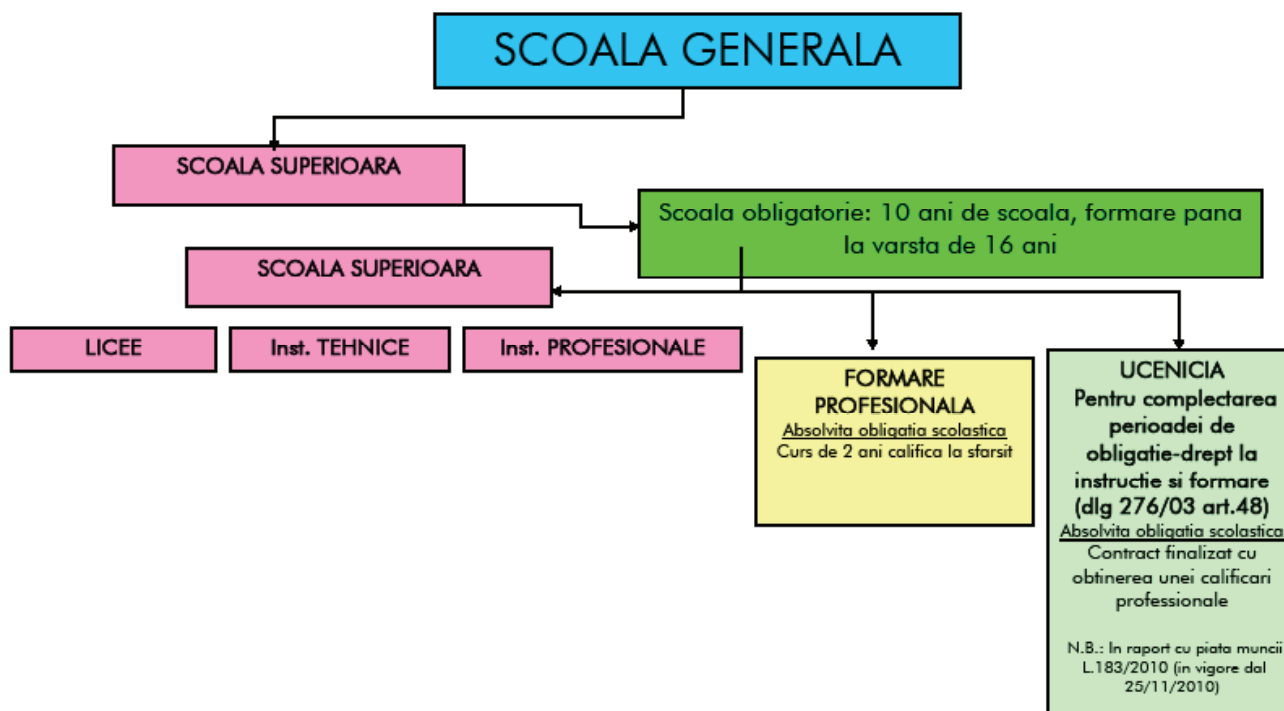 SCOALA GENERALA
SCOALA SUPERIOARA
Scoala obligatorie: 10 ani de scoala, formare pana
la varsta de 16 ani
SCOALA SUPERIOARA
LICEE
Inst. TEHNICE
Inst. PROFESIONALE
FORMARE
PROFESIONALA
Absolvita obligatia scolastica
Curs de 2 ani califica la sfarsit
UCENICIA
Pentru complectarea
perioadei de
obligatie-drept la
instructie si formare
(dlg 276/03 art.48)
Absolvita obligatia scolastica
Contract finalizat cu
obtinerea unei calificari
professionale
N.B.: In raport cu piata muncii
L.183/2010 (in vigore dal
25/11/2010)